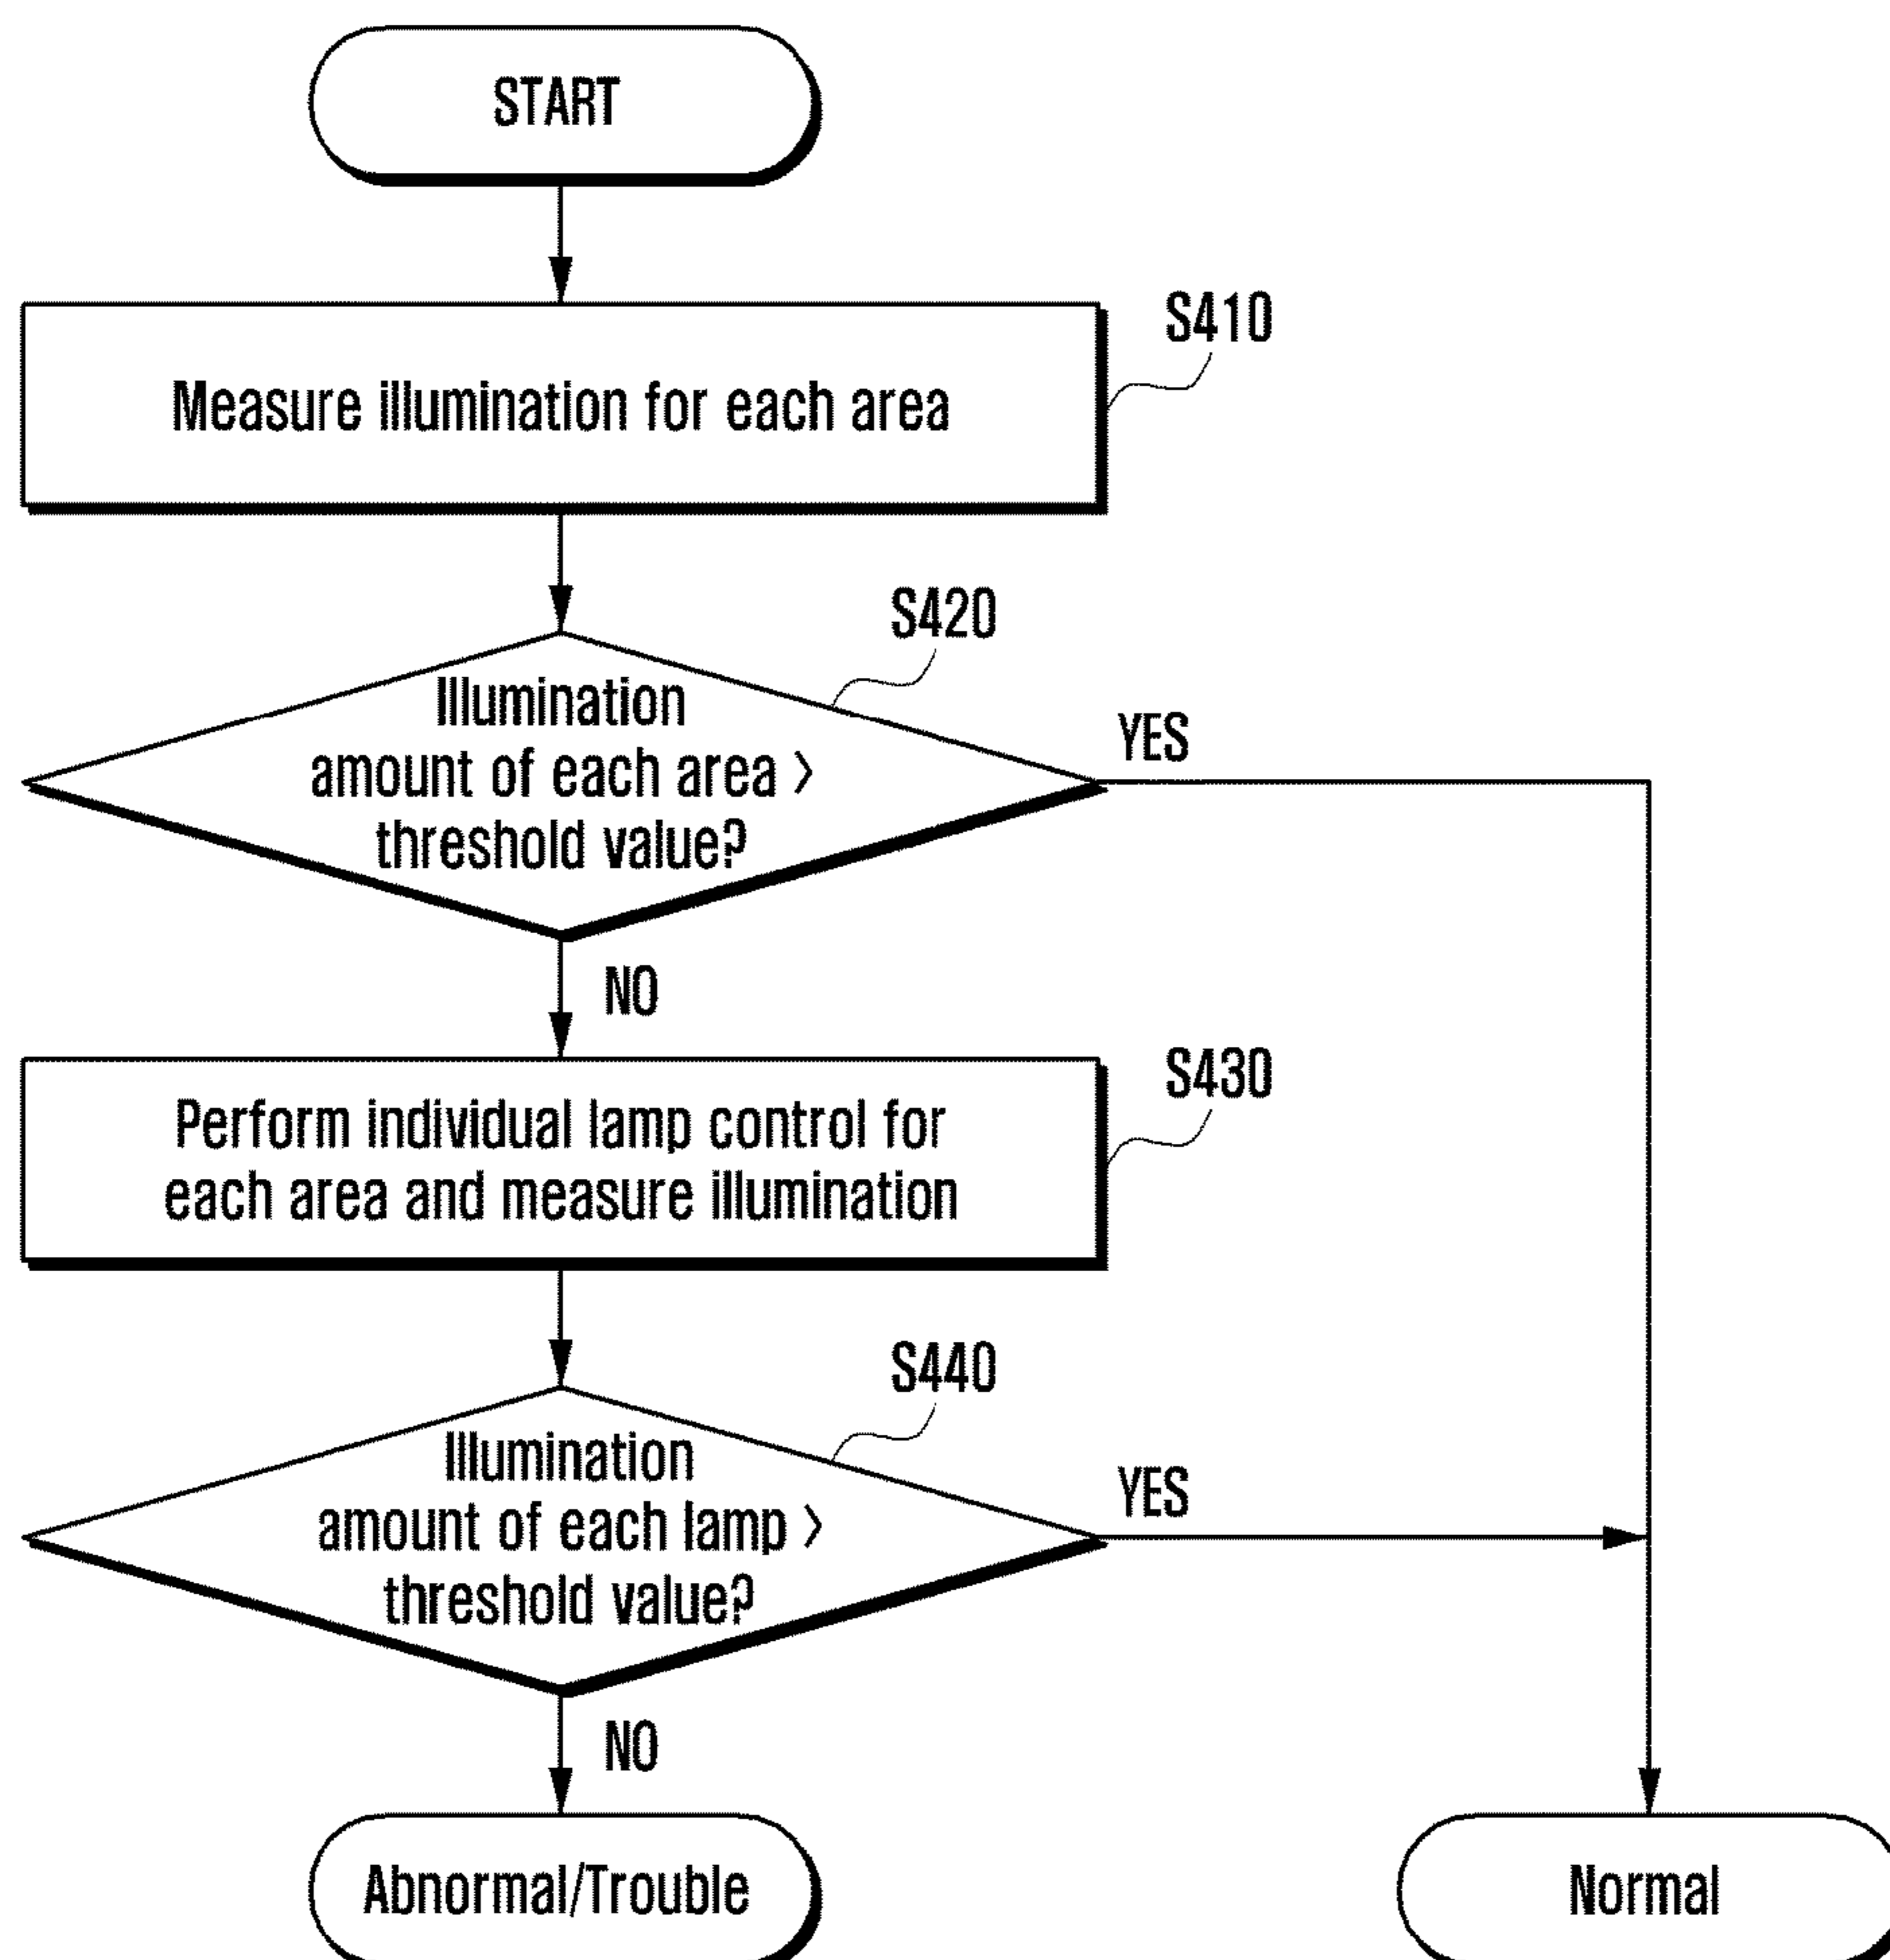 START
S410
Measure illumination for each area
S420
Illumination
amount of each area >
threshold value?
YES
NO
S430
Perform individual lamp control for
each area and measure illumination
S440
Illumination
amount of each lamp >
threshold value?
YES
NO
Abnormal/Trouble
Normal